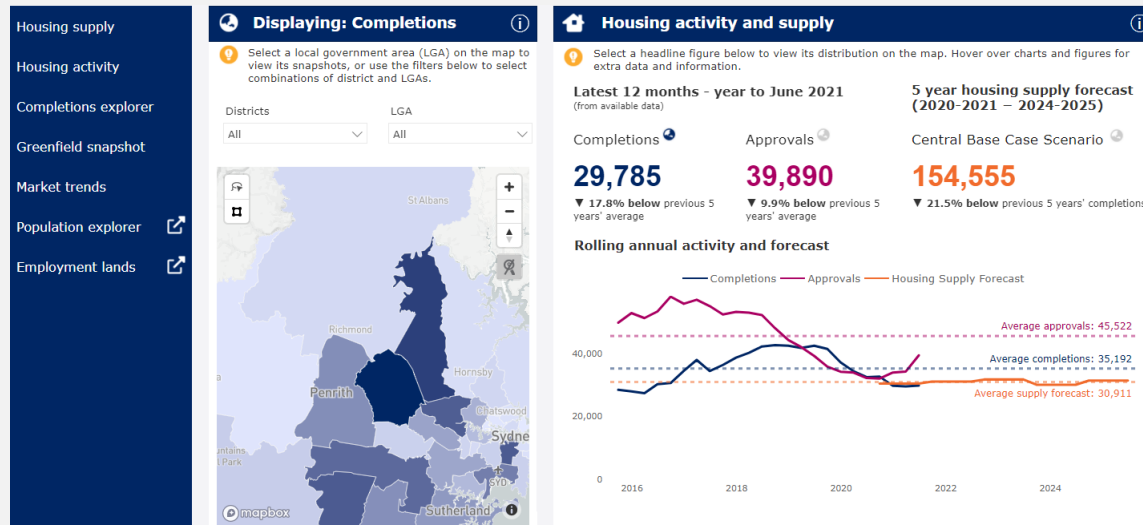 Housing supply
Housing activity
Completions explorer
Greenfield snapshot
Market trends
Population explorer
Employment lands
Displaying: Completions
Select a local government area (LGA) on the map to
view its snapshots, or use the filters below to select
combinations of district and LGAs.
Districts
LGA
All
All
St Albans
Richmond
Penrith
Hornsby
Chatswood
Sydne
untains
l Park
SYD
Sutherland
mapbox
Housing activity and supply
Select a headline figure below to view its distribution on the map. Hover over charts and figures for
extra data and information.
Latest 12 months - year to June 2021
(from available data)
5 year housing supply forecast
(2020-2021 – 2024-2025)
Completions
Approvals
Central Base Case Scenario
29,785
39,890
154,555
▼ 17.8% below previous 5
years' average
▼ 9.9% below previous 5
years' average
▼ 21.5% below previous 5 years' completions
Rolling annual activity and forecast
Completions
Approvals
Housing Supply Forecast
Average approvals: 45,522
40,000
Average completions: 35,192
Average supply forecast: 30,911
20,000
0
2016
2018
2020
2022
2024